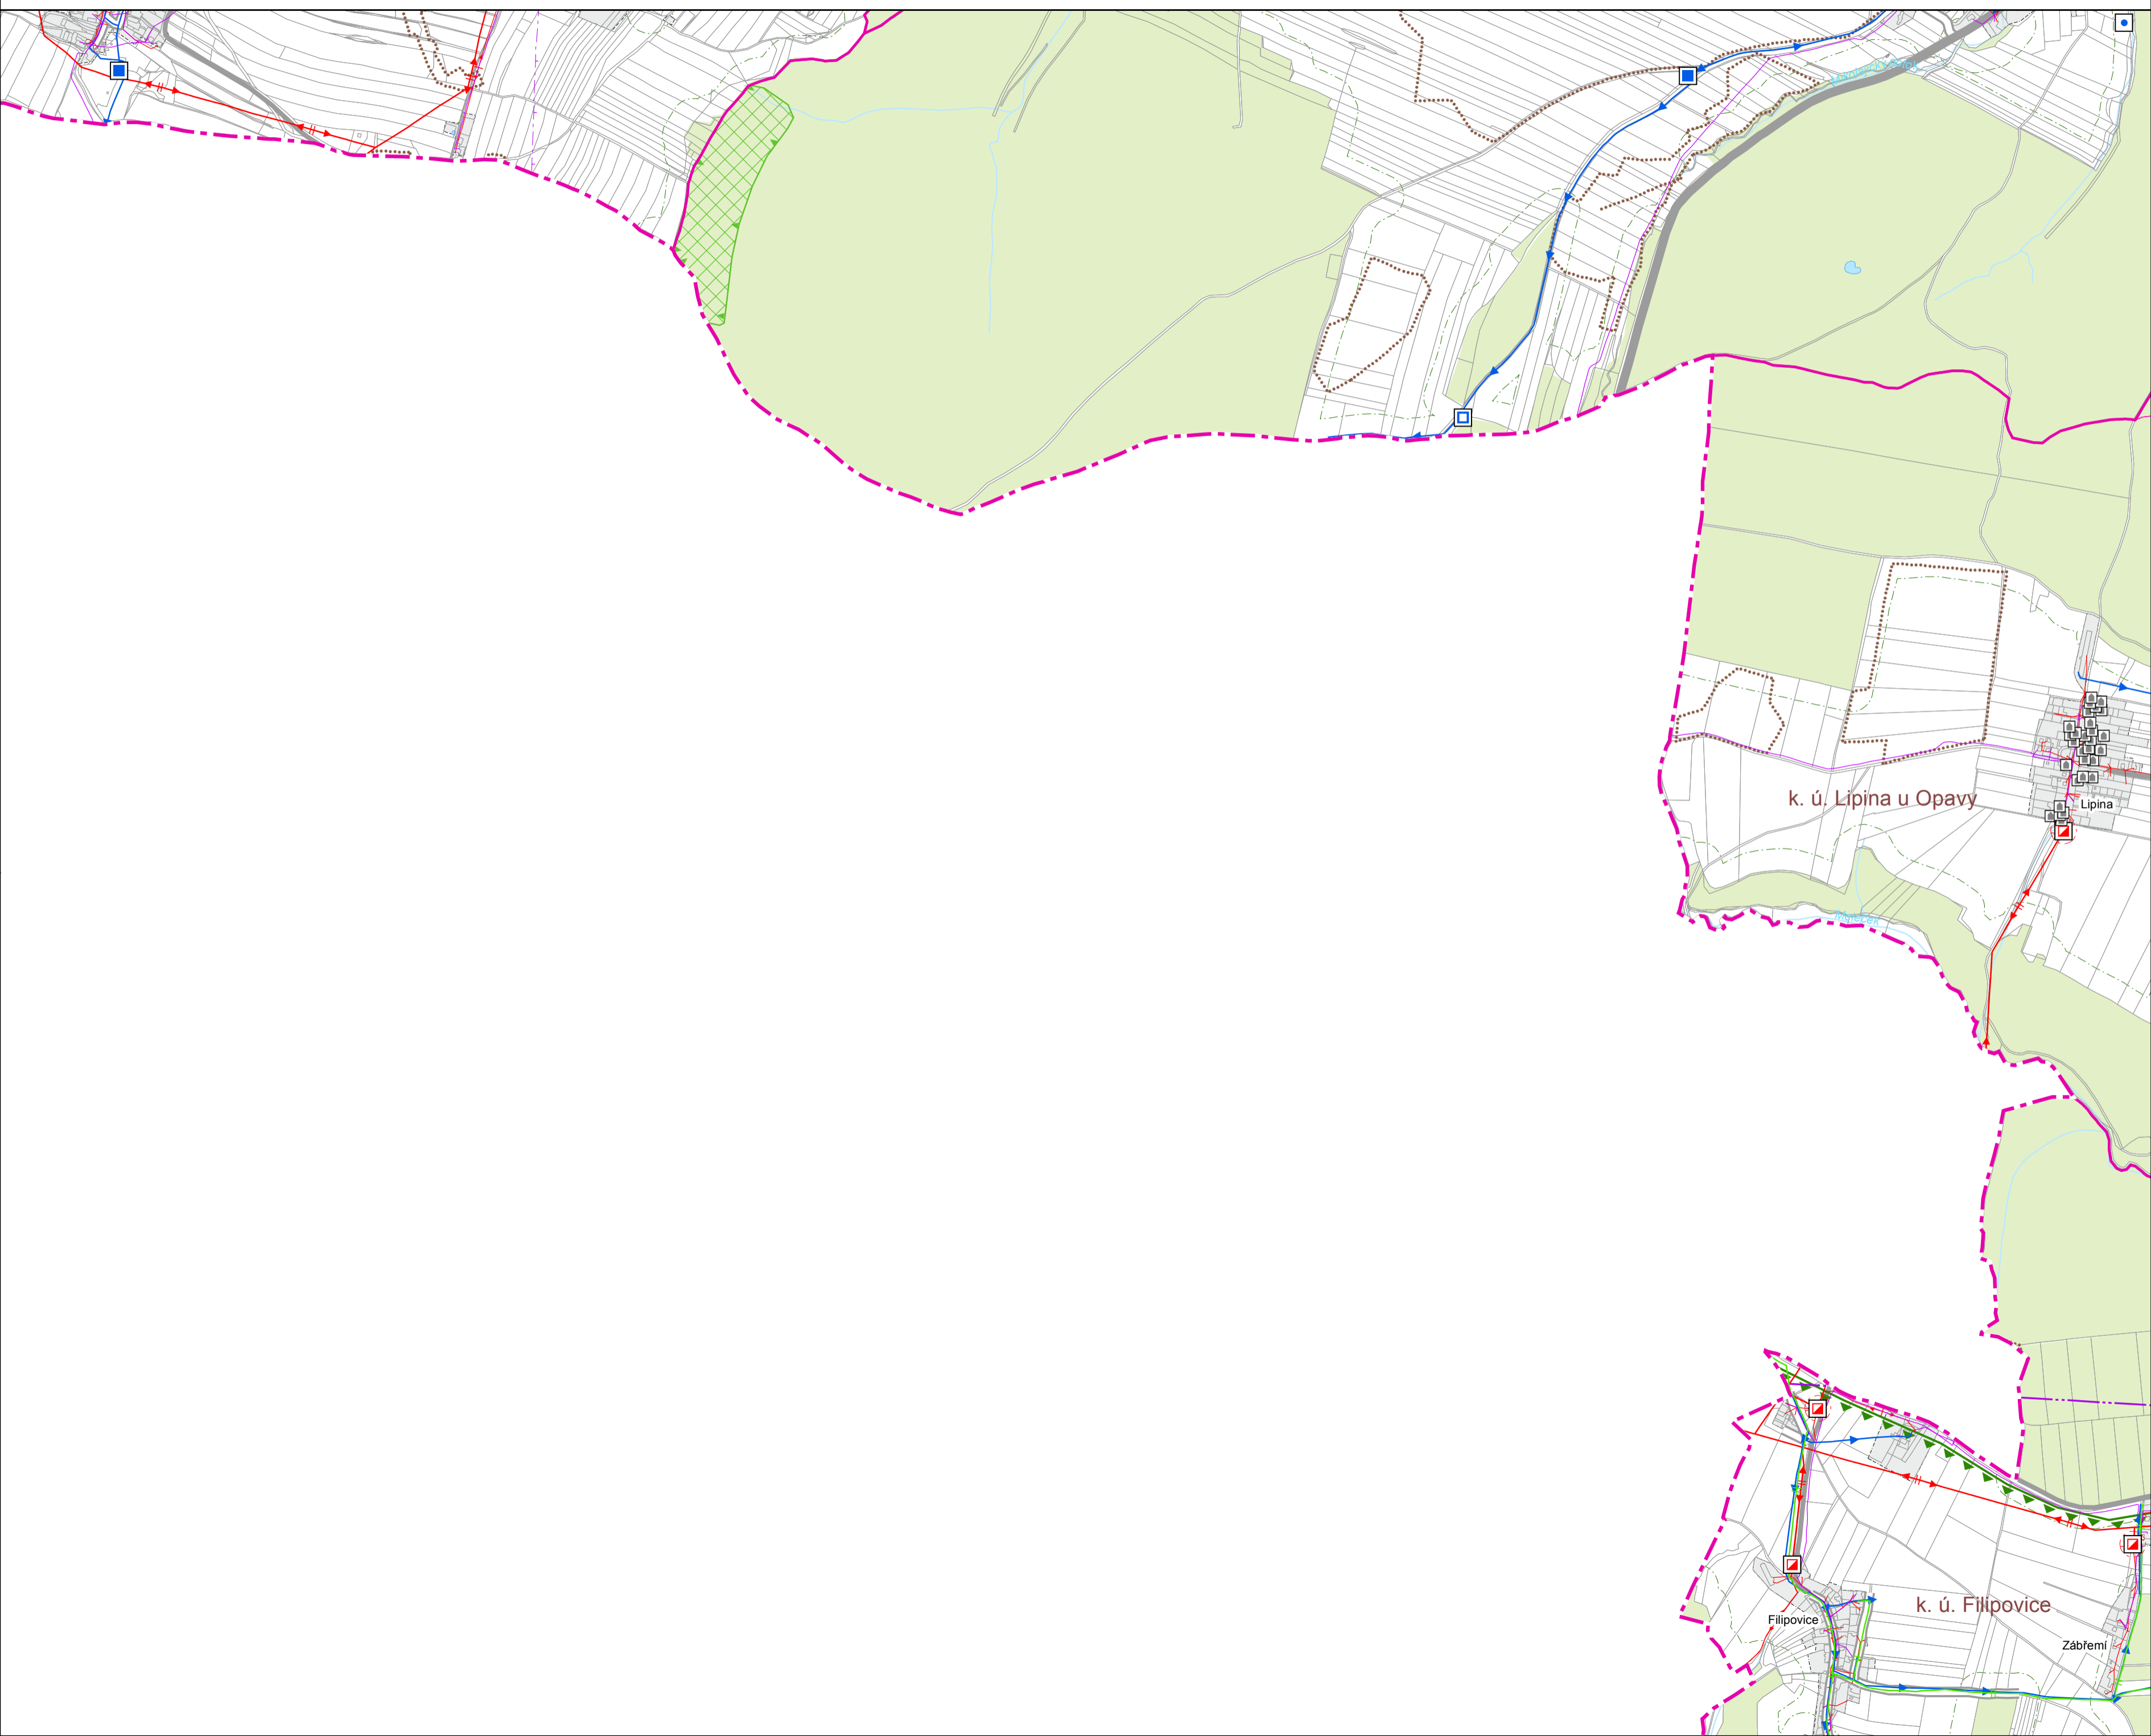 k. ú. Lipina u Opavy
Lipina
k. ú. Filipovice
Filipovice
Zábřemí